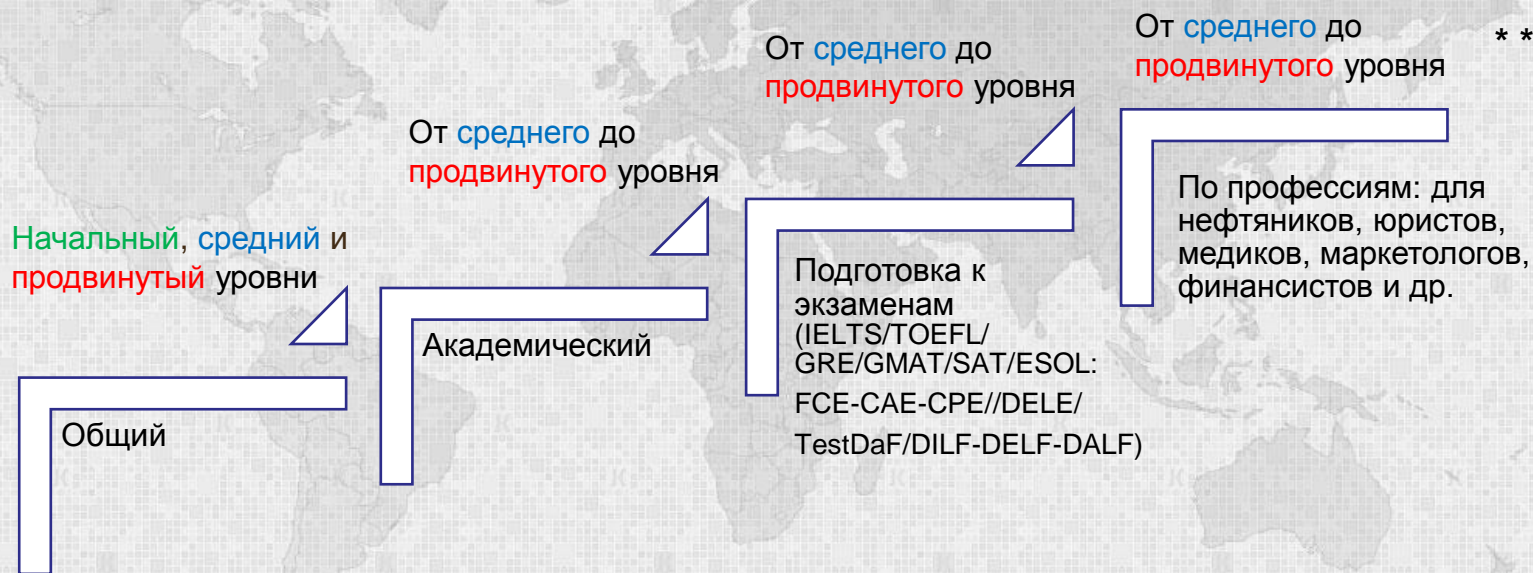 Начальный, средний и
продвинутый уровни
Общий
От среднего до
продвинутого уровня
Академический
От среднего до
продвинутого уровня
Подготовка к
экзаменам
(IELTS/TOEFL/
GRE/GMAT/SAT/ESOL:
FCE-CAE-CPE//DELE/
TestDaF/DILF-DELF-DALF)
От среднего до
продвинутого уровня
* *
По профессиям: для
нефтяников, юристов,
медиков, маркетологов,
финансистов и др.